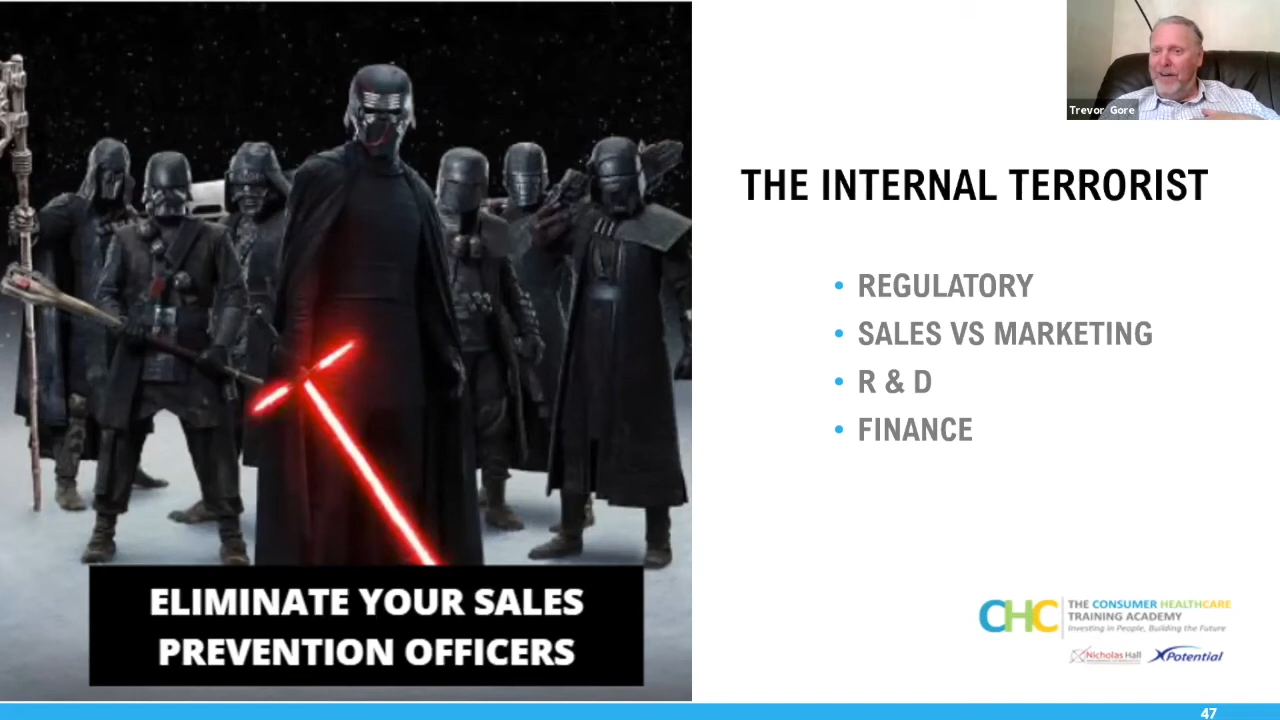 Trevor Gore
THE INTERNAL TERRORIST
• REGULATORY
• SALES VS MARKETING
• R & D
• FINANCE
ELIMINATE YOUR SALES
PREVENTION OFFICERS
CHC
THE CONSUMER HEALTHCARE
TRAINING ACADEMY
Investing in People, Building the Future
Nicholas Hall
XPotential
47